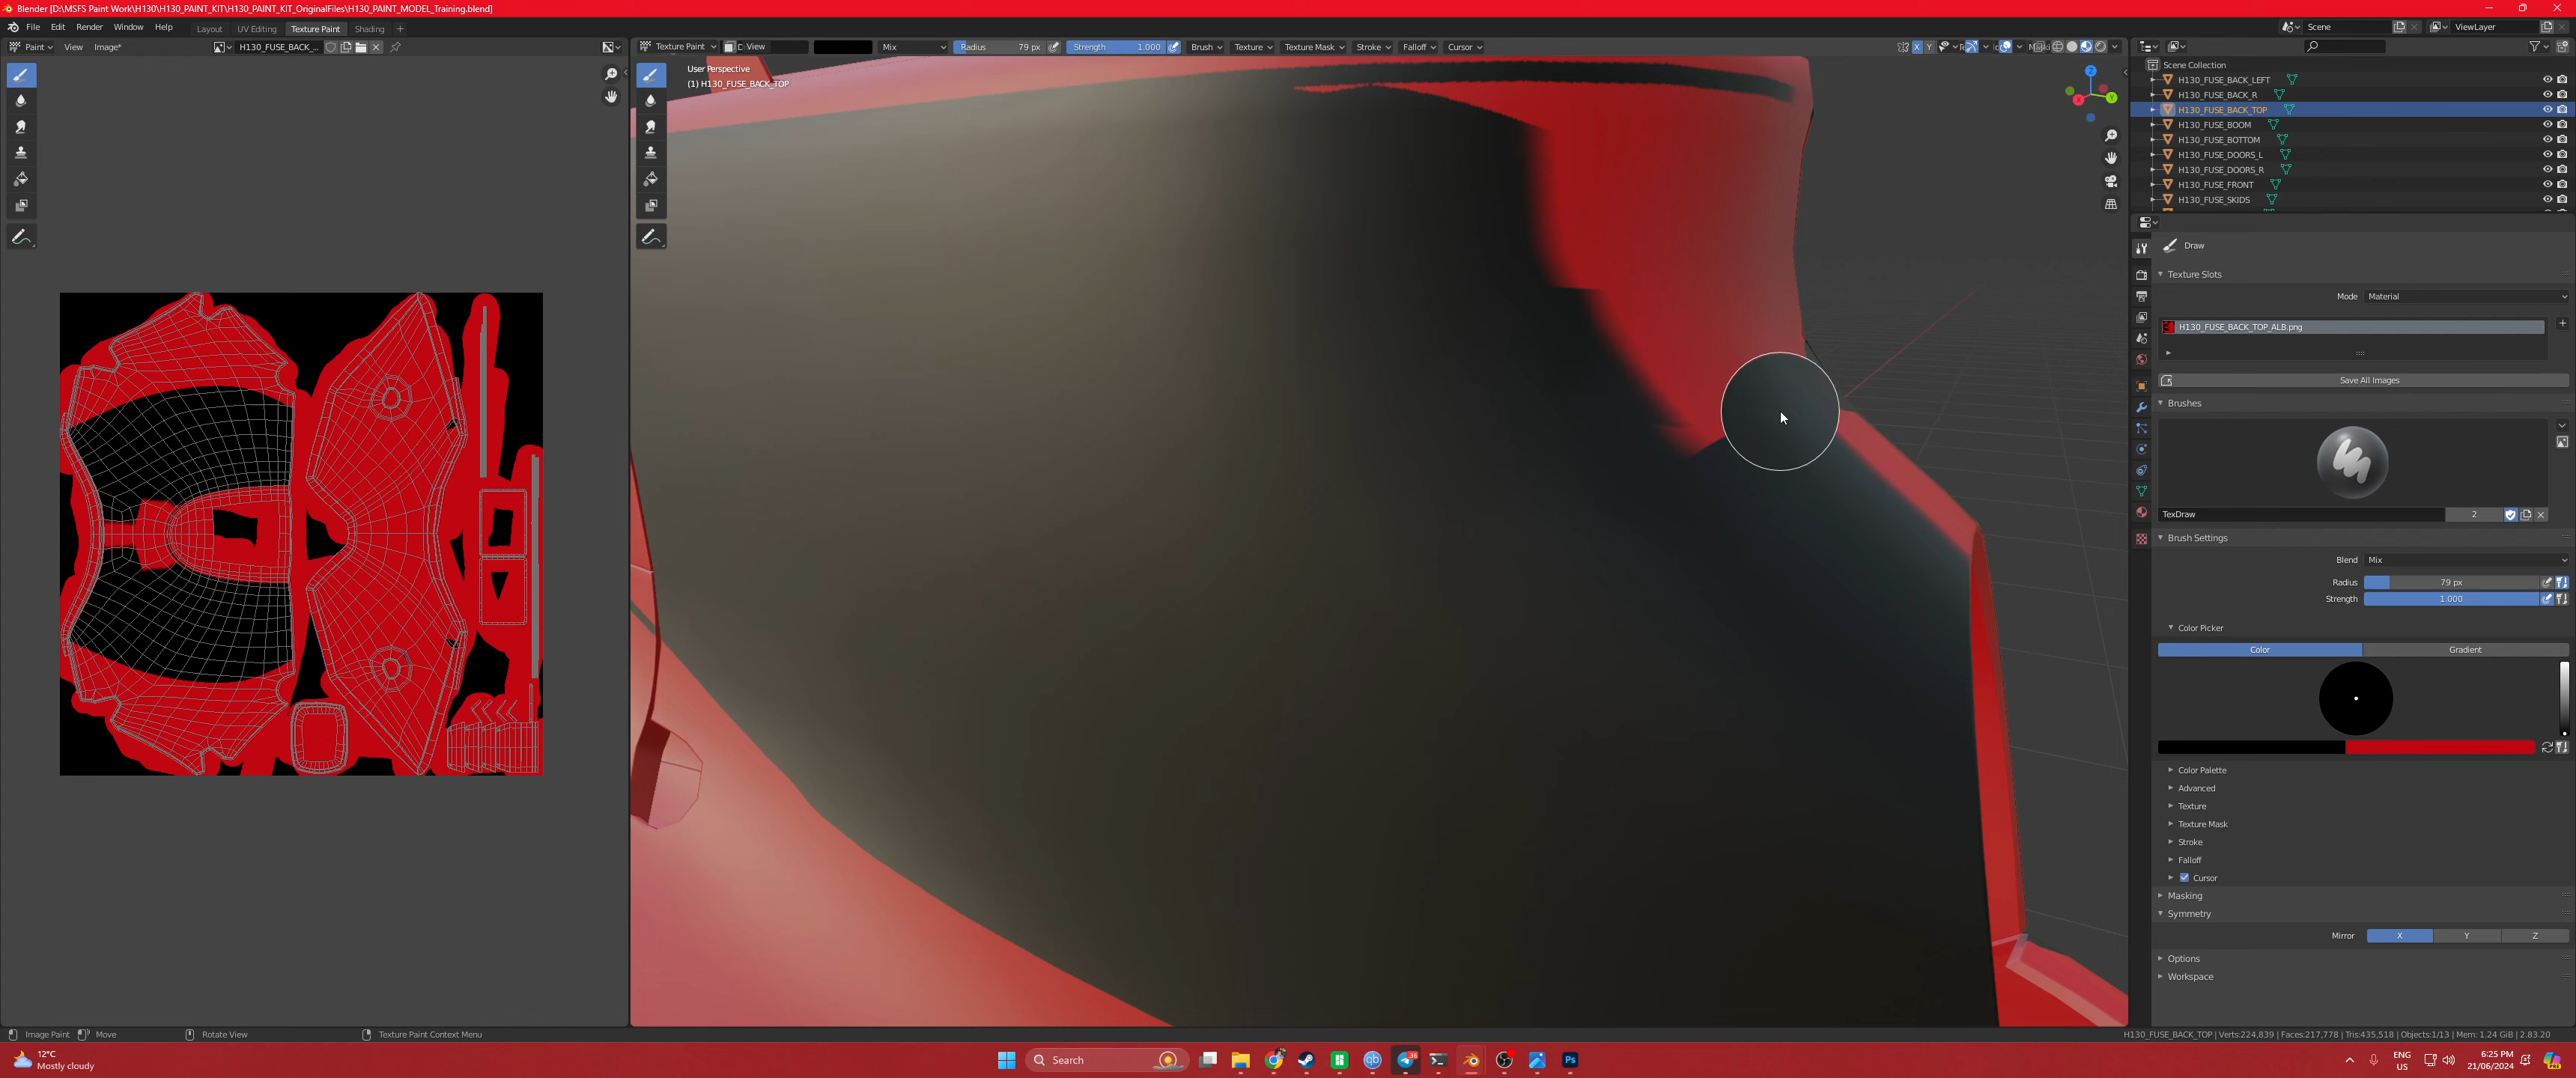 Blender [D:\MSFS Paint Work\H130\H130_PAINT_KIT\H130_PAINT_KIT_OriginalFiles\H130_PAINT_MODEL_Training.blend]
File Edit Render Window Help Layout UV Editing Texture Paint Shading +
Scene ViewLayer
Paint View Image* H130_FUSE_BACK_...
Texture Paint View Mix Radius 79 px Strength 1.000 Brush Texture Texture Mask Stroke Falloff Cursor
X Y
User Perspective
(1) H130_FUSE_BACK_TOP
Z
Y
X
Scene Collection
H130_FUSE_BACK_LEFT
H130_FUSE_BACK_R
H130_FUSE_BACK_TOP
H130_FUSE_BOOM
H130_FUSE_BOTTOM
H130_FUSE_DOORS_L
H130_FUSE_DOORS_R
H130_FUSE_FRONT
H130_FUSE_SKIDS
Draw
Texture Slots
Mode Material
H130_FUSE_BACK_TOP_ALB.png
Save All Images
Brushes
TexDraw 2
Brush Settings
Blend Mix
Radius 79 px
Strength 1.000
Color Picker
Color Gradient
Color Palette
Advanced
Texture
Texture Mask
Stroke
Falloff
Cursor
Masking
Symmetry
Mirror X Y Z
Options
Workspace
Image Paint Move Rotate View Texture Paint Context Menu
H130_FUSE_BACK_TOP | Verts:224,839 | Faces:217,778 | Tris:435,518 | Objects:1/13 | Mem: 1.24 GiB | 2.83.20
12°C
Mostly cloudy
Search
qb
36
Ps
ENG
US
6:25 PM
21/06/2024